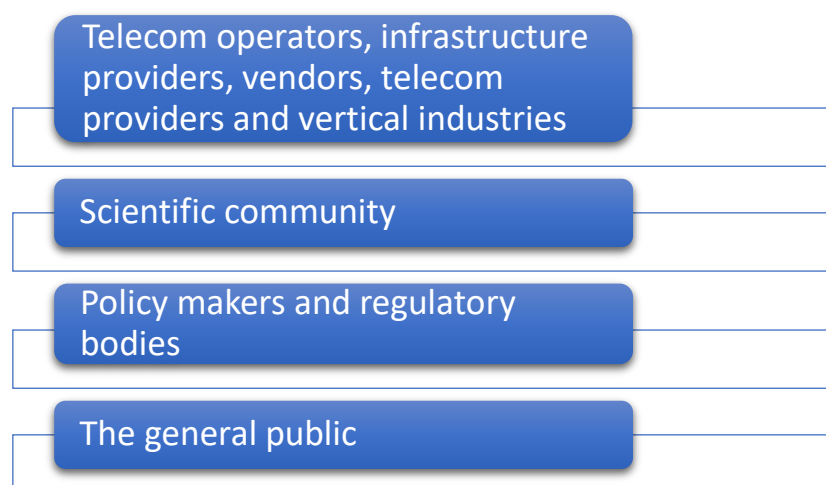 Telecom operators, infrastructure
providers, vendors, telecom
providers and vertical industries
Scientific community
Policy makers and regulatory
bodies
The general public